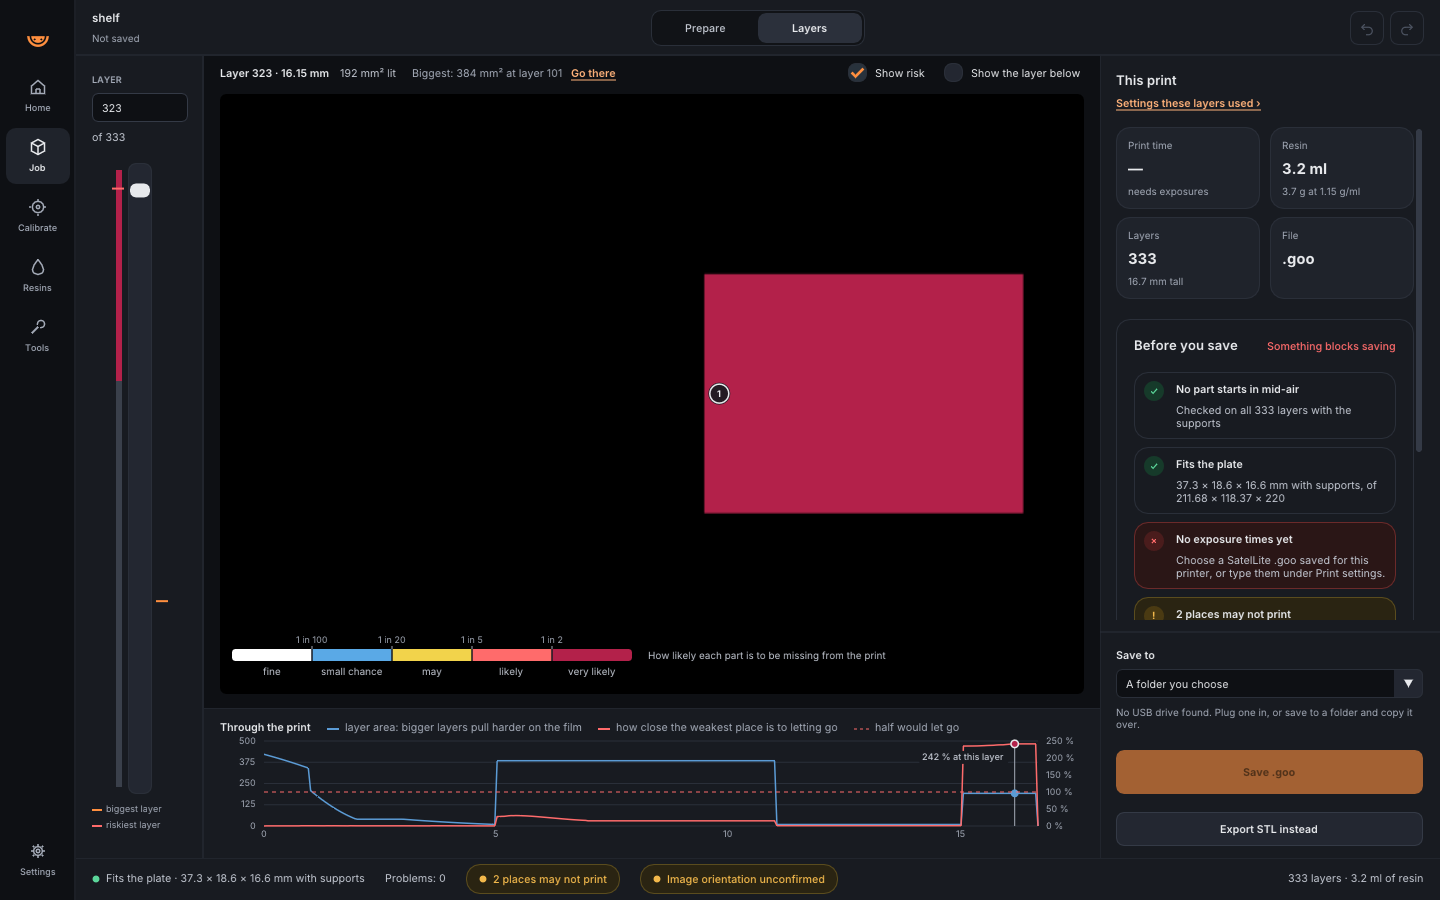 shelf
Not saved
Prepare
Layers
Home
Job
Calibrate
Resins
Tools
Settings
LAYER
323
of 333
biggest layer
riskiest layer
Layer 323 · 16.15 mm
192 mm² lit
Biggest: 384 mm² at layer 101
Go there
Show risk
Show the layer below
1
1 in 100
1 in 20
1 in 5
1 in 2
fine
small chance
may
likely
very likely
How likely each part is to be missing from the print
Through the print
layer area: bigger layers pull harder on the film
how close the weakest place is to letting go
half would let go
500
375
250
125
0
242 % at this layer
250 %
200 %
150 %
100 %
50 %
0 %
0
5
10
15
This print
Settings these layers used ›
Print time
—
needs exposures
Resin
3.2 ml
3.7 g at 1.15 g/ml
Layers
333
16.7 mm tall
File
.goo
Before you save
Something blocks saving
No part starts in mid-air
Checked on all 333 layers with the
supports
Fits the plate
37.3 × 18.6 × 16.6 mm with supports, of
211.68 × 118.37 × 220
No exposure times yet
Choose a SatelLite .goo saved for this
printer, or type them under Print settings.
2 places may not print
Save to
A folder you choose
No USB drive found. Plug one in, or save to a folder and copy it
over.
Save .goo
Export STL instead
Fits the plate · 37.3 × 18.6 × 16.6 mm with supports
Problems: 0
2 places may not print
Image orientation unconfirmed
333 layers · 3.2 ml of resin